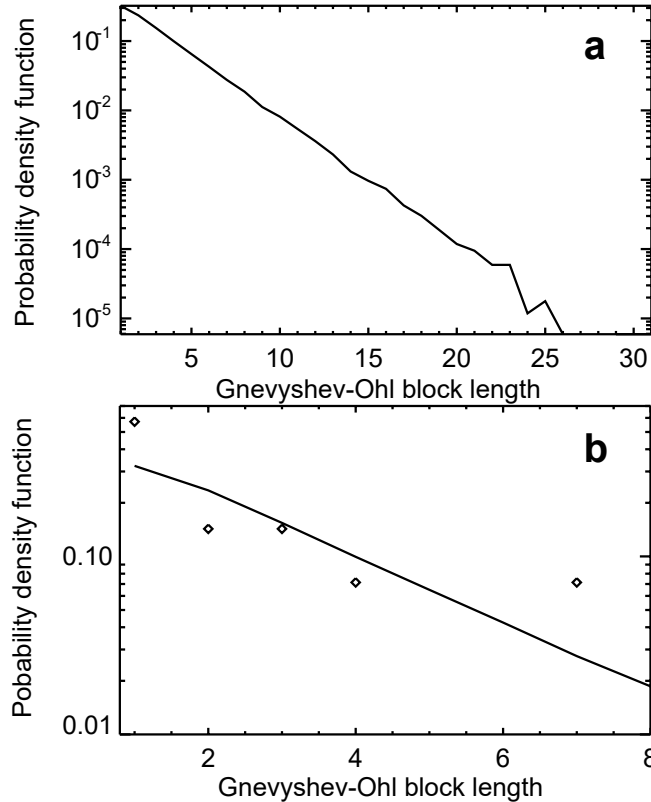 a
Probability density function
10^-1
10^-2
10^-3
10^-4
10^-5
5 10 15 20 25 30
Gnevyshev-Ohl block length
b
Pobability density function
0.10
0.01
2 4 6 8
Gnevyshev-Ohl block length